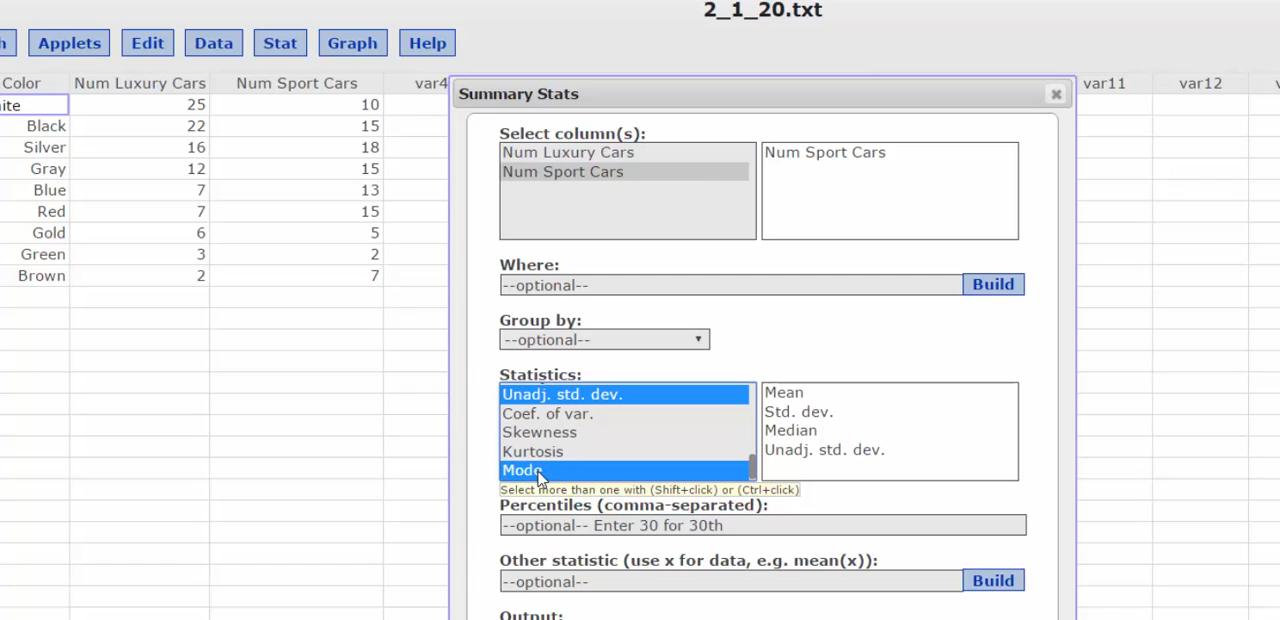 2_1_20.txt
h Applets Edit Data Stat Graph Help
Color Num Luxury Cars Num Sport Cars var4 var11 var12
ite 25 10
Black 22 15
Silver 16 18
Gray 12 15
Blue 7 13
Red 7 15
Gold 6 5
Green 3 2
Brown 2 7
Summary Stats
Select column(s):
Num Luxury Cars Num Sport Cars
Num Sport Cars
Where:
--optional-- Build
Group by:
--optional--
Statistics:
Unadj. std. dev. Mean
Coef. of var. Std. dev.
Skewness Median
Kurtosis Unadj. std. dev.
Mode
Select more than one with (Shift+click) or (Ctrl+click)
Percentiles (comma-separated):
--optional-- Enter 30 for 30th
Other statistic (use x for data, e.g. mean(x)):
--optional-- Build
Output: